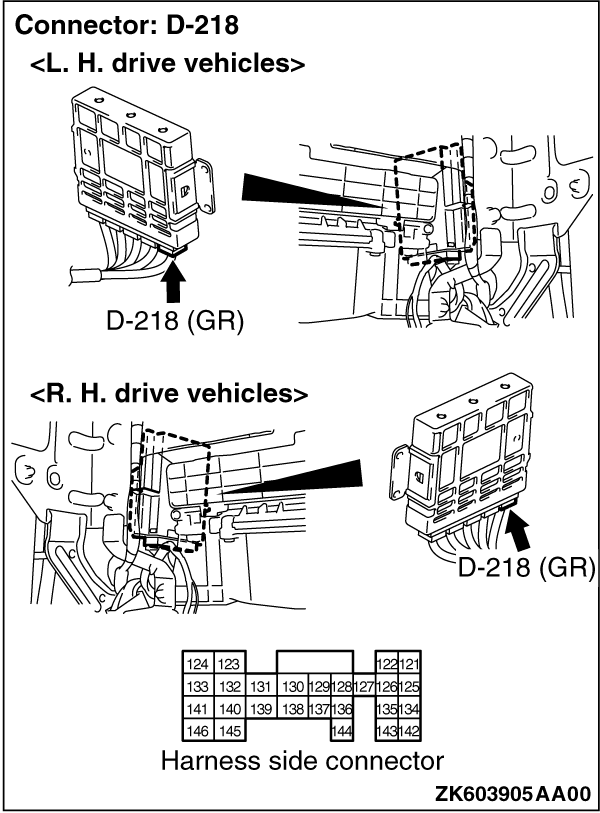 Connector: D-218
<L. H. drive vehicles>
D-218 (GR)
<R. H. drive vehicles>
D-218 (GR)
124 123 122 121
133 132 131 130 129 128 127 126 125
141 140 139 138 137 136 135 134
146 145 144 143 142
Harness side connector
ZK603905AA00